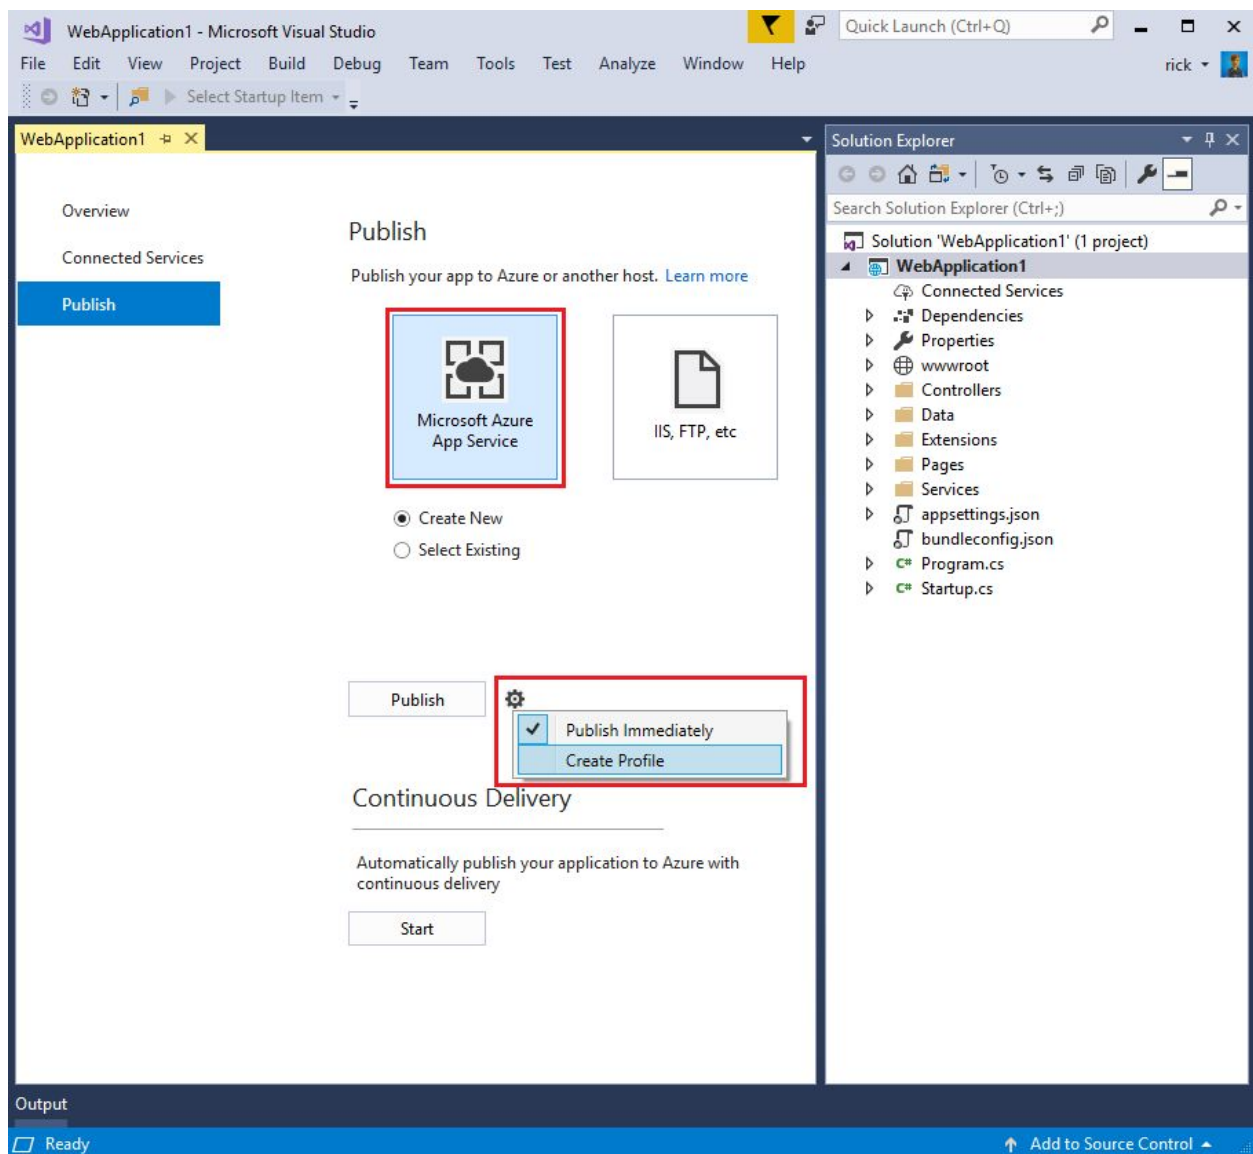 WebApplication1 - Microsoft Visual Studio
Quick Launch (Ctrl+Q)
File Edit View Project Build Debug Team Tools Test Analyze Window Help
rick
Select Startup Item
WebApplication1
Overview
Connected Services
Publish
Publish
Publish your app to Azure or another host. Learn more
Microsoft Azure
App Service
IIS, FTP, etc
Create New
Select Existing
Publish
Publish Immediately
Create Profile
Continuous Delivery
Automatically publish your application to Azure with
continuous delivery
Start
Solution Explorer
Search Solution Explorer (Ctrl+;)
Solution 'WebApplication1' (1 project)
WebApplication1
Connected Services
Dependencies
Properties
wwwroot
Controllers
Data
Extensions
Pages
Services
appsettings.json
bundleconfig.json
C# Program.cs
C# Startup.cs
Output
Ready
Add to Source Control